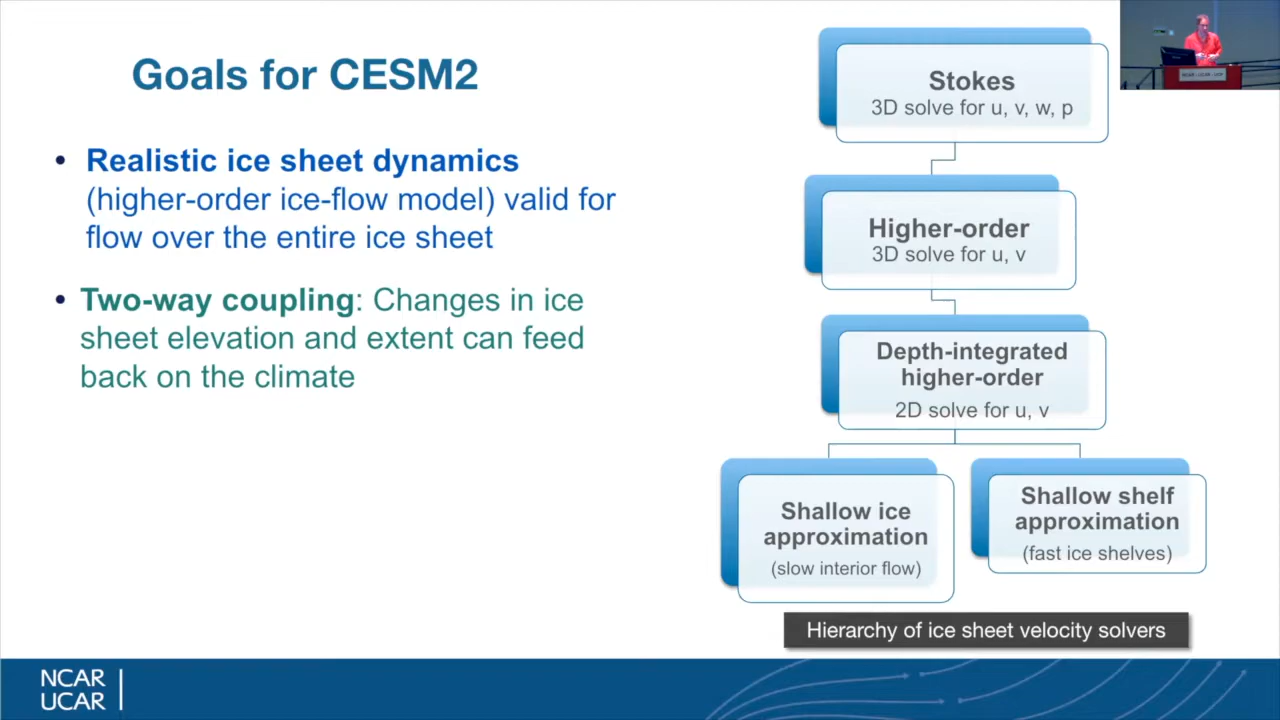 Goals for CESM2
• Realistic ice sheet dynamics
(higher-order ice-flow model) valid for
flow over the entire ice sheet
• Two-way coupling: Changes in ice
sheet elevation and extent can feed
back on the climate
Stokes
3D solve for u, v, w, p
Higher-order
3D solve for u, v
Depth-integrated
higher-order
2D solve for u, v
Shallow ice
approximation
(slow interior flow)
Shallow shelf
approximation
(fast ice shelves)
Hierarchy of ice sheet velocity solvers
NCAR
UCAR